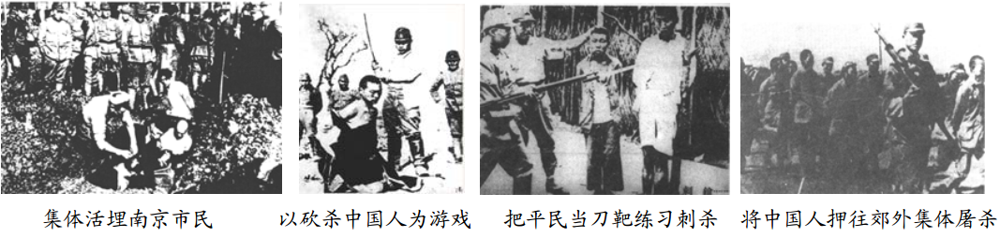 集体活埋南京市民
以砍杀中国人为游戏
把平民当刀靶练习刺杀
将中国人押往郊外集体屠杀